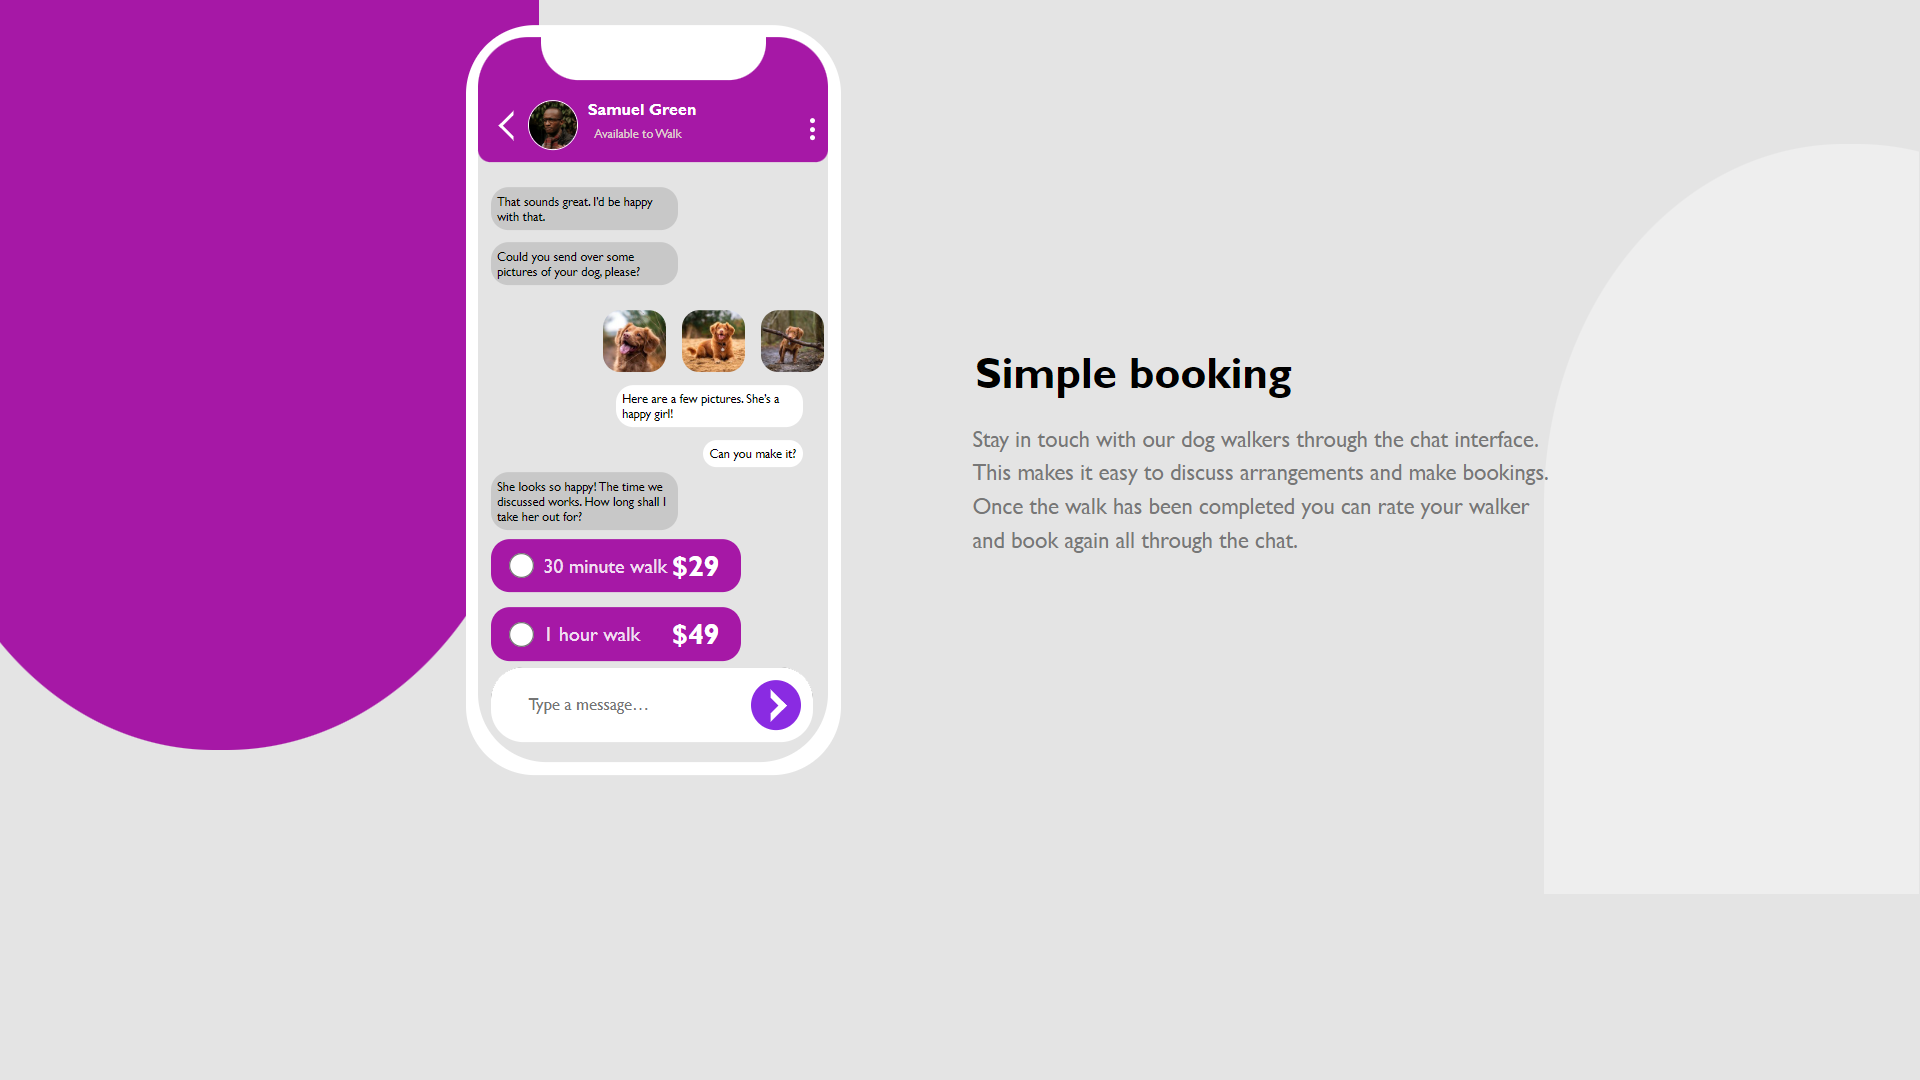 Samuel Green
Available to Walk
That sounds great. I'd be happy
with that.
Could you send over some
pictures of your dog, please?
Here are a few pictures. She's a
happy girl!
Can you make it?
She looks so happy! The time we
discussed works. How long shall I
take her out for?
30 minute walk $29
1 hour walk $49
Type a message…
Simple booking
Stay in touch with our dog walkers through the chat interface.
This makes it easy to discuss arrangements and make bookings.
Once the walk has been completed you can rate your walker
and book again all through the chat.